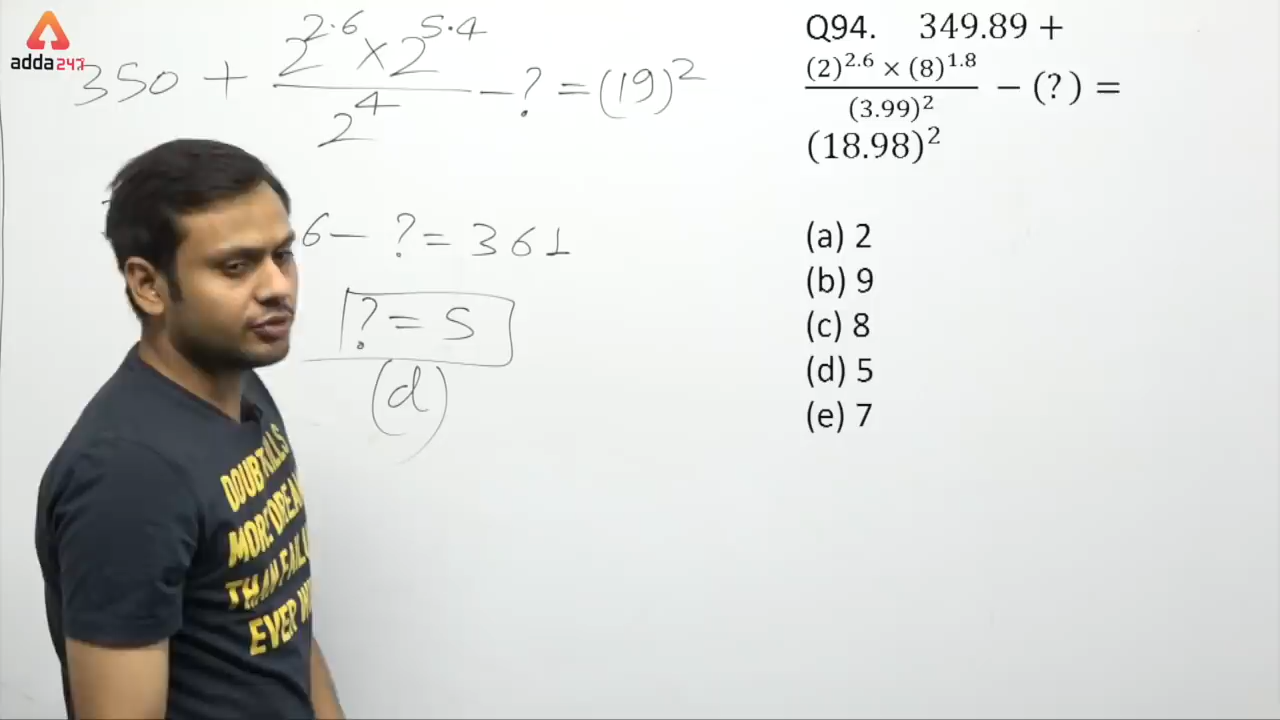 adda247
350 + 2^2.6 × 2^5.4 / 2^4 - ? = (19)^2
6 - ? = 361
? = 5
(d)
DOUBT KILLS
MORE DREA
THAN FAIL
EVER W
Q94. 349.89 +
(2)^2.6 × (8)^1.8 / (3.99)^2 − (?) =
(18.98)^2
(a) 2
(b) 9
(c) 8
(d) 5
(e) 7